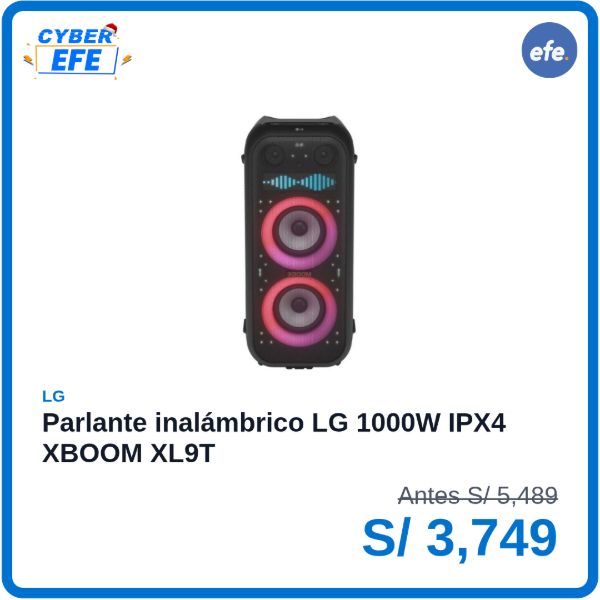 CYBER
EFE
efe.
XBOOM
LG
Parlante inalámbrico LG 1000W IPX4
XBOOM XL9T
Antes S/ 5,489
S/ 3,749